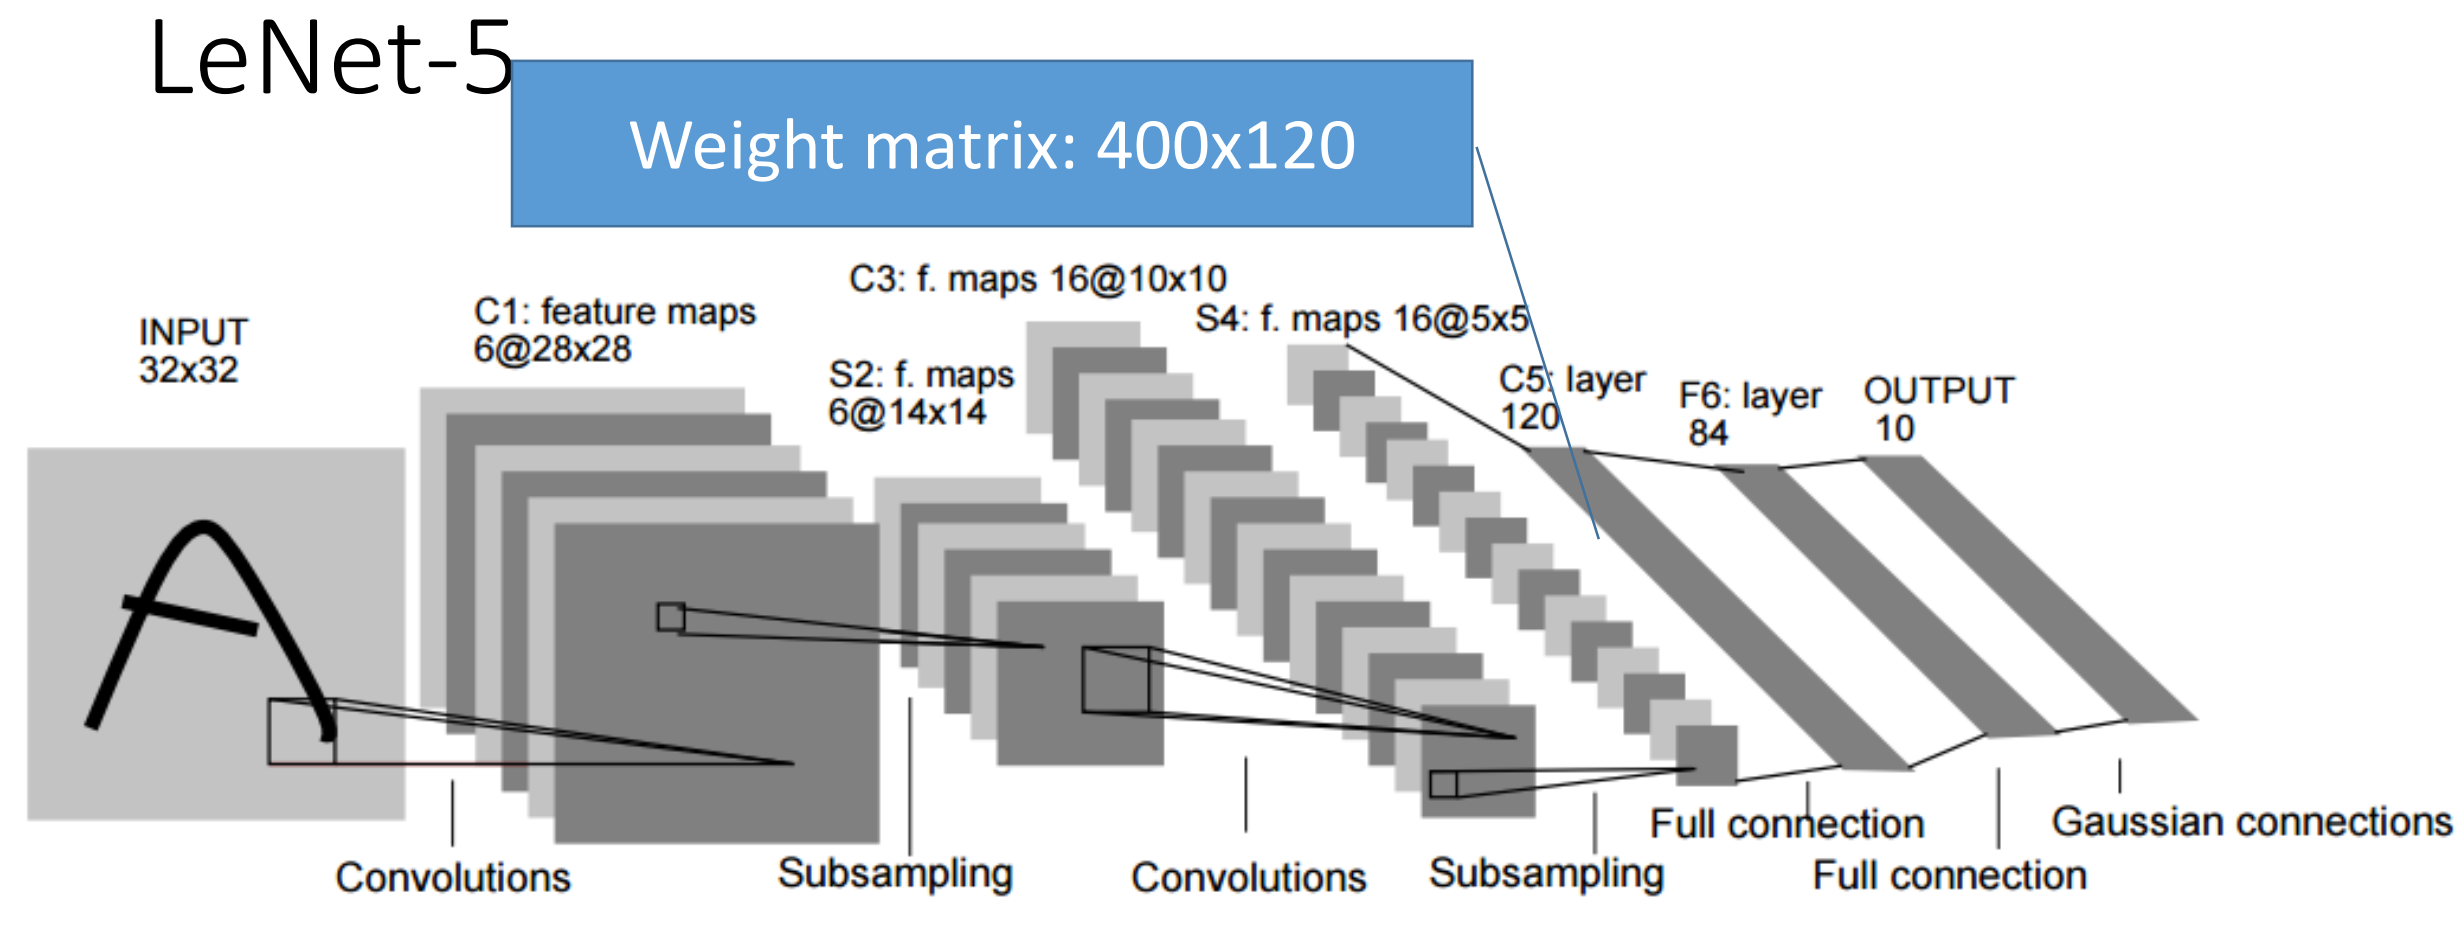 LeNet-5
Weight matrix: 400x120
INPUT
32x32
C1: feature maps
6@28x28
S2: f. maps
6@14x14
C3: f. maps 16@10x10
S4: f. maps 16@5x5
C5: layer
120
F6: layer
84
OUTPUT
10
Convolutions
Subsampling
Convolutions
Subsampling
Full connection
Full connection
Gaussian connections